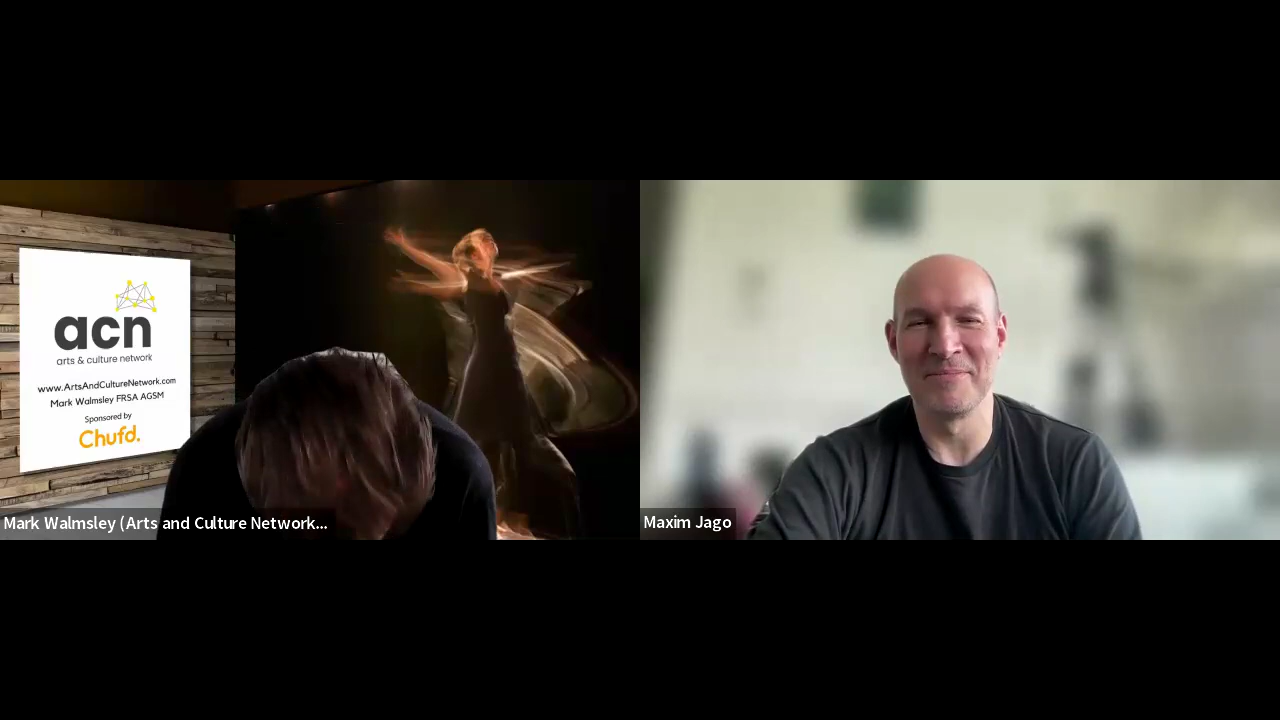 acn
arts & culture network
www.ArtsAndCultureNetwork.com
Mark Walmsley FRSA AGSM
Sponsored by
Chufd.
Mark Walmsley (Arts and Culture Network...
Maxim Jago